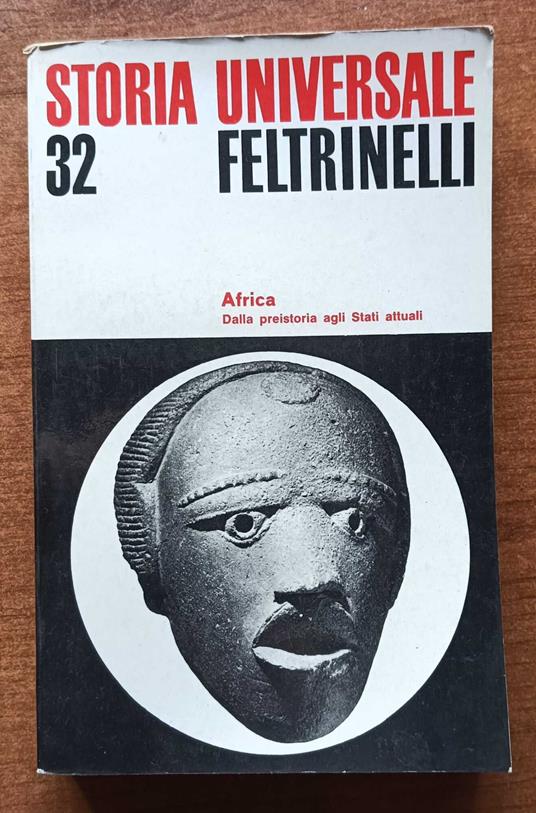 STORIA UNIVERSALE
32 FELTRINELLI
Africa
Dalla preistoria agli Stati attuali